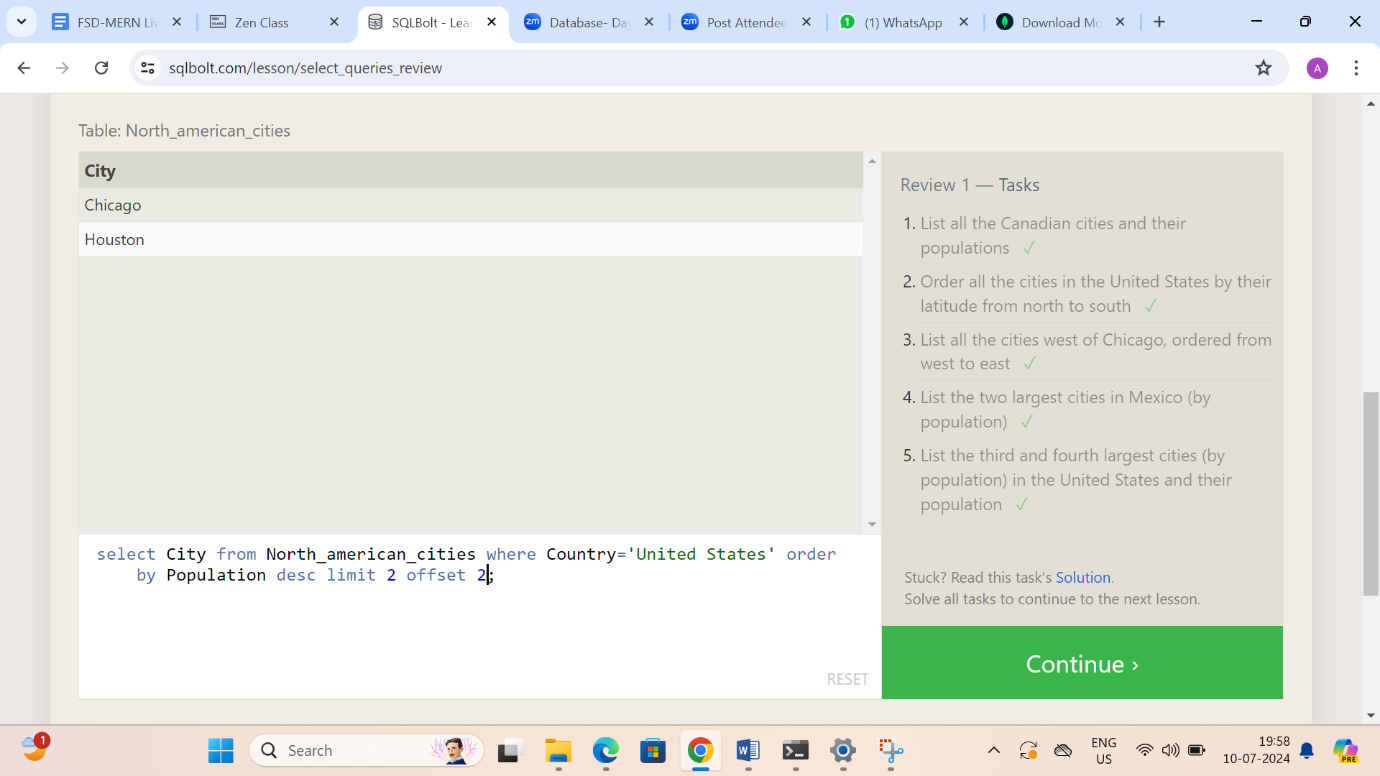 FSD-MERN Liv
Zen Class
SQLBolt - Lear
Database- Day
Post Attendee
(1) WhatsApp
Download Mo
sqlbolt.com/lesson/select_queries_review
A
Table: North_american_cities
City
Chicago
Houston
select City from North_american_cities where Country='United States' order
by Population desc limit 2 offset 2;
RESET
Review 1 — Tasks
1. List all the Canadian cities and their
populations ✓
2. Order all the cities in the United States by their
latitude from north to south ✓
3. List all the cities west of Chicago, ordered from
west to east ✓
4. List the two largest cities in Mexico (by
population) ✓
5. List the third and fourth largest cities (by
population) in the United States and their
population ✓
Stuck? Read this task's Solution.
Solve all tasks to continue to the next lesson.
Continue ›
1
Search
ENG
US
19:58
10-07-2024
PRE